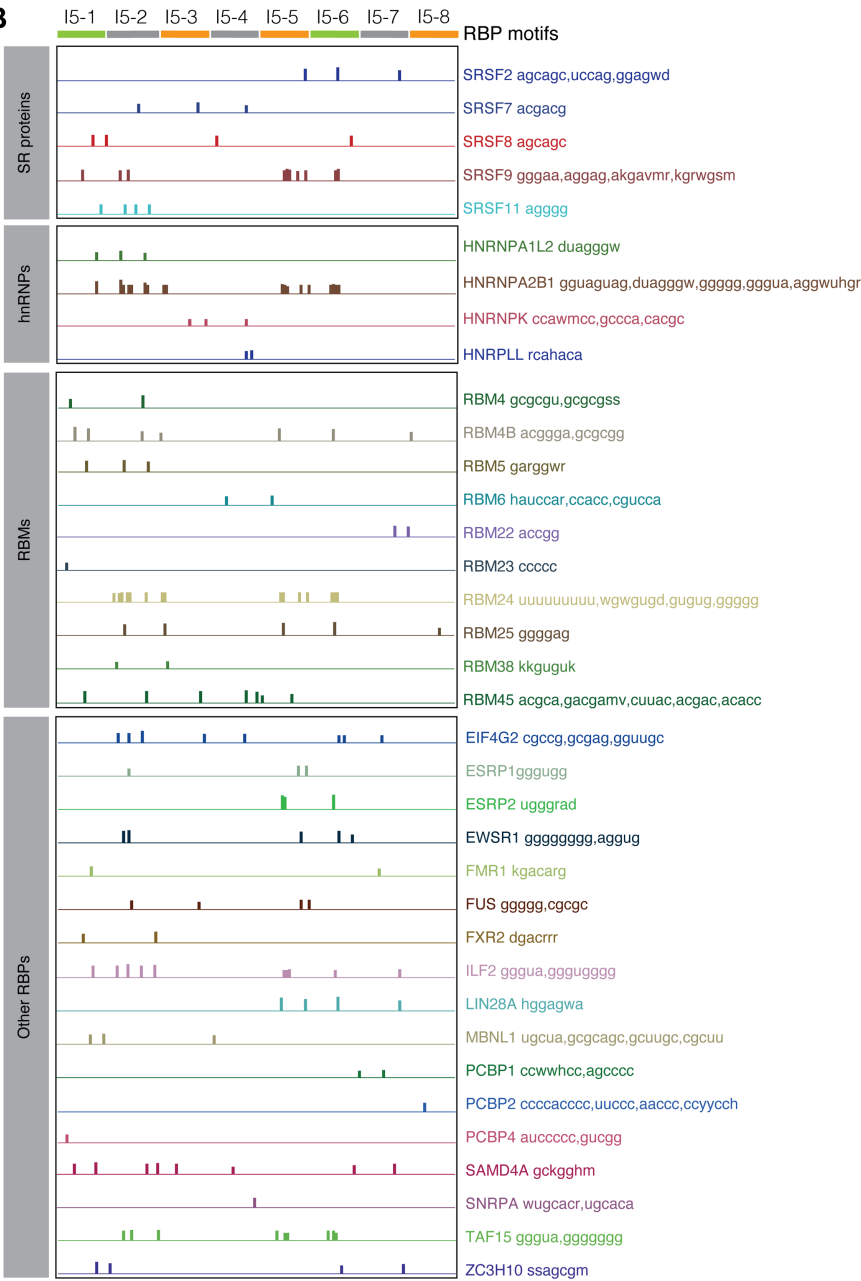 B
I5-1 I5-2 I5-3 I5-4 I5-5 I5-6 I5-7 I5-8
RBP motifs
SR proteins
SRSF2 agcagc,uccag,ggagwd
SRSF7 acgacg
SRSF8 agcagc
SRSF9 gggaa,aggag,akgavmr,kgrwgsm
SRSF11 agggg
hnRNPs
HNRNPA1L2 duagggw
HNRNPA2B1 gguaguag,duagggw,ggggg,gggua,aggwuhgr
HNRNPK ccawmcc,gccca,cacgc
HNRPLL rcahaca
RBMs
RBM4 gcgcgu,gcgcgss
RBM4B acggga,gcgcgg
RBM5 garggwr
RBM6 hauccar,ccacc,cgucca
RBM22 accgg
RBM23 ccccc
RBM24 uuuuuuuuu,wgwgugd,gugug,ggggg
RBM25 ggggag
RBM38 kkguguk
RBM45 acgca,gacgamv,cuuac,acgac,acacc
Other RBPs
EIF4G2 cgccg,gcgag,gguugc
ESRP1gggugg
ESRP2 ugggrad
EWSR1 gggggggg,aggug
FMR1 kgacarg
FUS ggggg,cgcgc
FXR2 dgacrrr
ILF2 gggua,gggugggg
LIN28A hggagwa
MBNL1 ugcua,gcgcagc,gcuugc,cgcuu
PCBP1 ccwwhcc,agcccc
PCBP2 ccccacccc,uuccc,aaccc,ccyycch
PCBP4 auccccc,gucgg
SAMD4A gckgghm
SNRPA wugcacr,ugcaca
TAF15 gggua,ggggggg
ZC3H10 ssagcgm